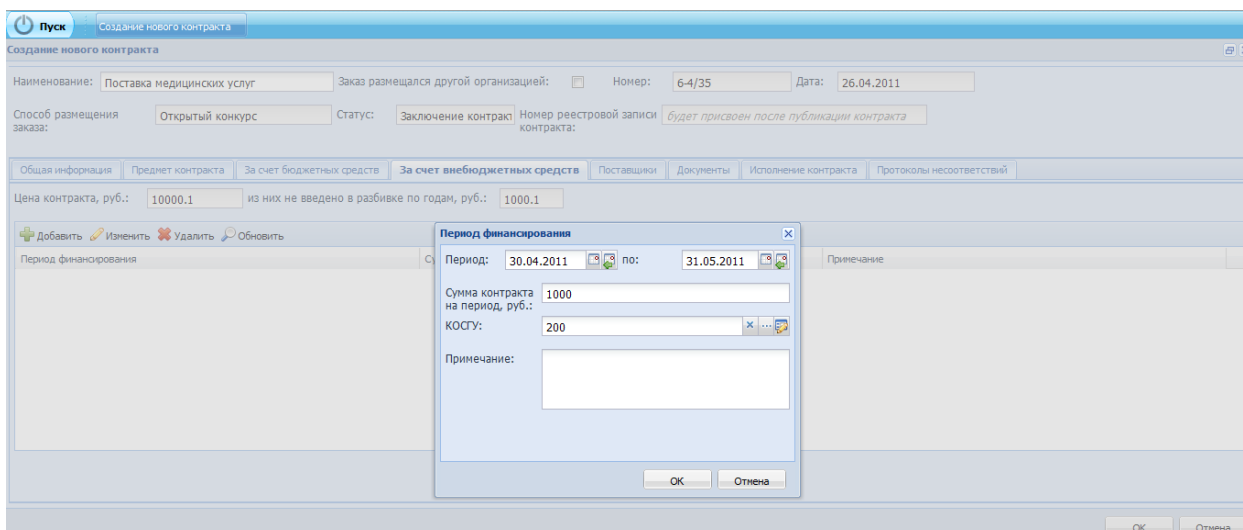 Пуск
Создание нового контракта
Создание нового контракта
Наименование: Поставка медицинских услуг Заказ размещался другой организацией: Номер: 6-4/35 Дата: 26.04.2011
Способ размещения заказа: Открытый конкурс Статус: Заключение контракт Номер реестровой записи контракта: будет присвоен после публикации контракта
Общая информация Предмет контракта За счет бюджетных средств За счет внебюджетных средств Поставщики Документы Исполнение контракта Протоколы несоответствий
Цена контракта, руб.: 10000.1 из них не введено в разбивке по годам, руб.: 1000.1
Добавить Изменить Удалить Обновить
Период финансирования Примечание
Период финансирования
Период: 30.04.2011 по: 31.05.2011
Сумма контракта
на период, руб.: 1000
КОСГУ: 200
Примечание:
ОК Отмена
ОК Отмена